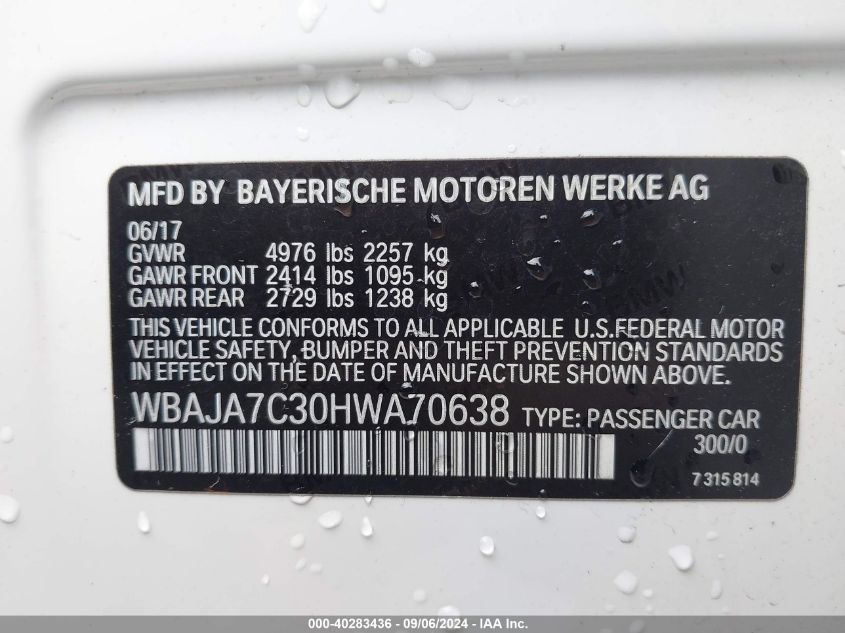 MFD BY BAYERISCHE MOTOREN WERKE AG
06/17
GVWR 4976 lbs 2257 kg
GAWR FRONT 2414 lbs 1095 kg
GAWR REAR 2729 lbs 1238 kg
THIS VEHICLE CONFORMS TO ALL APPLICABLE U.S.FEDERAL MOTOR
VEHICLE SAFETY, BUMPER AND THEFT PREVENTION STANDARDS
IN EFFECT ON THE DATE OF MANUFACTURE SHOWN ABOVE.
WBAJA7C30HWA70638 TYPE: PASSENGER CAR
300/0
7 315 814
000-40283436 - 09/06/2024 - IAA Inc.